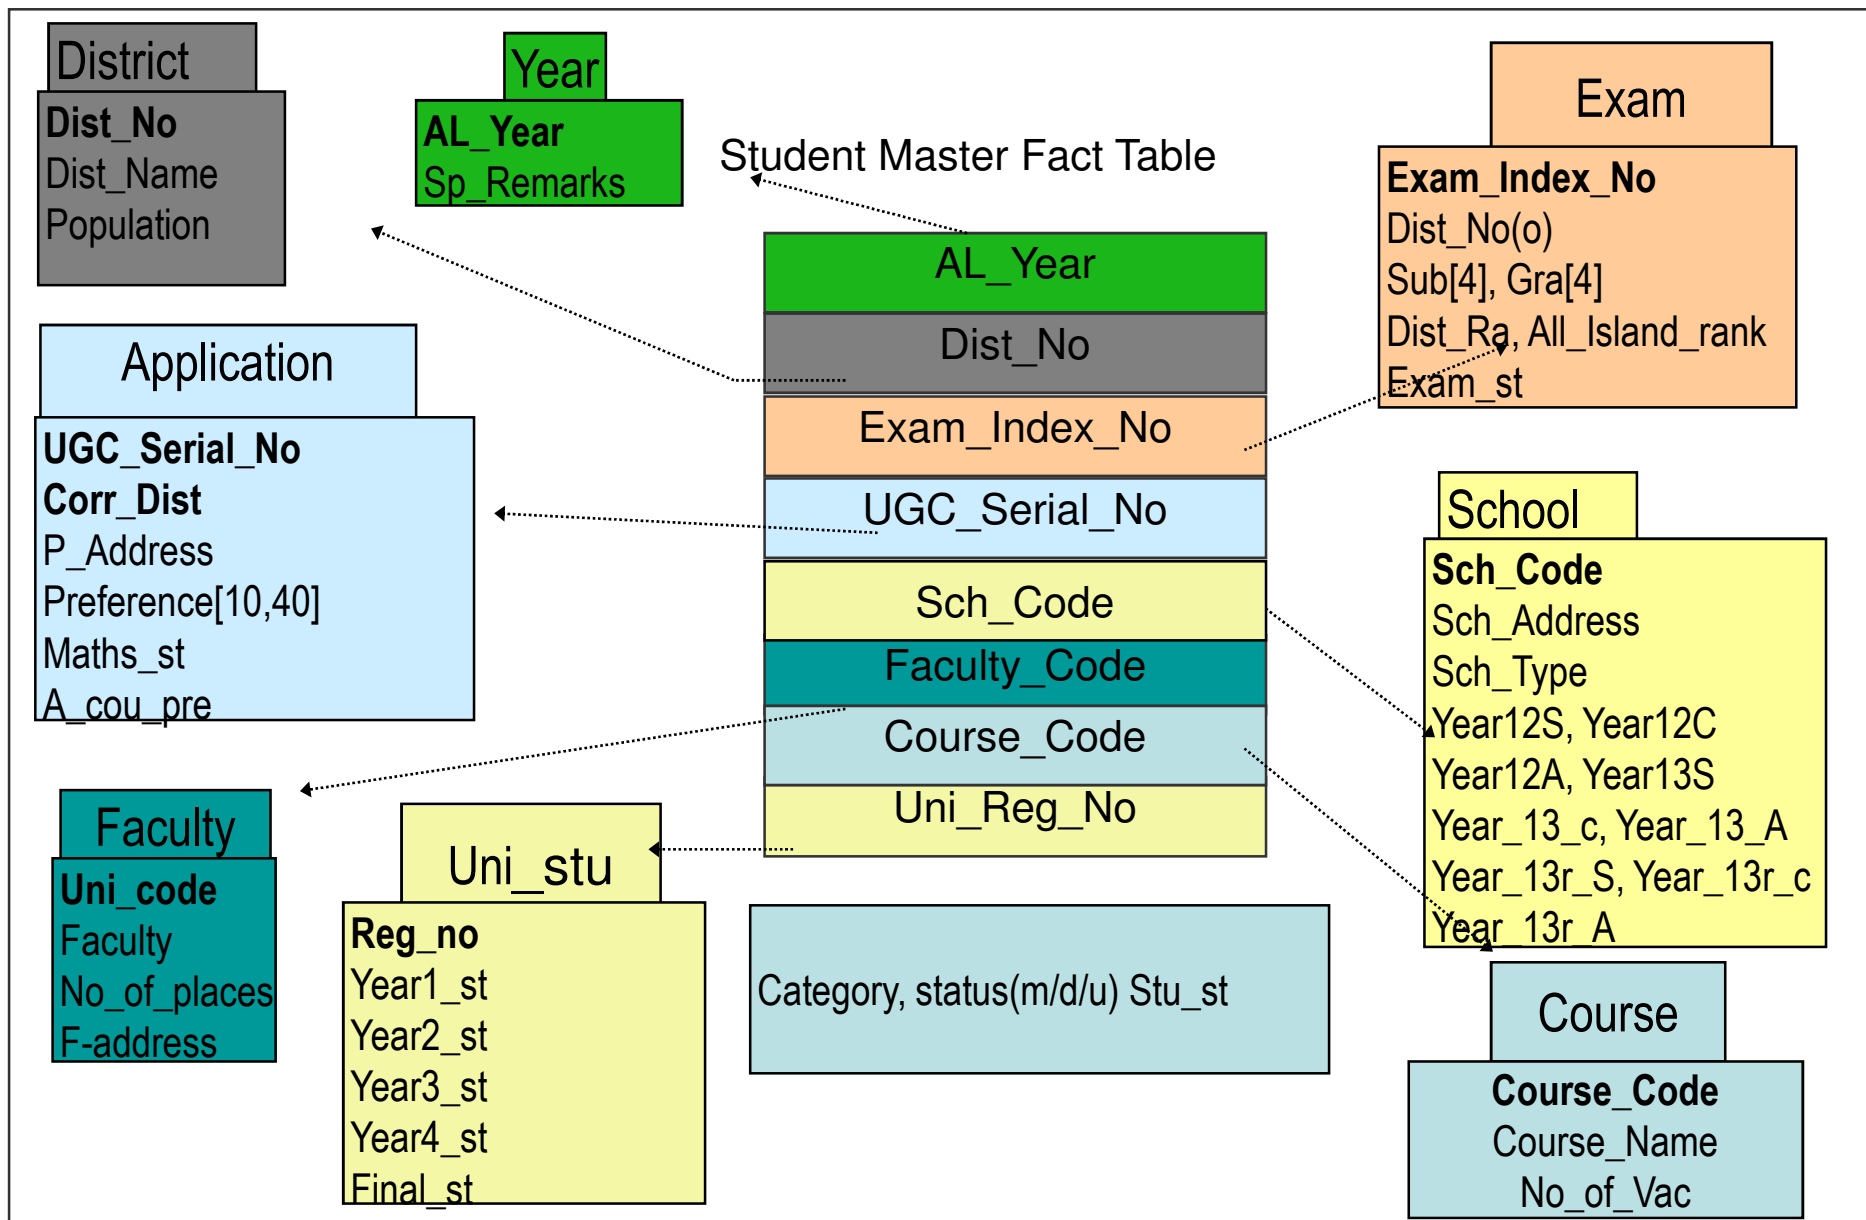 District
Dist_No
Dist_Name
Population
Year
AL_Year
Sp_Remarks
Student Master Fact Table
AL_Year
Dist_No
Exam_Index_No
UGC_Serial_No
Sch_Code
Faculty_Code
Course_Code
Uni_Reg_No
Exam
Exam_Index_No
Dist_No(o)
Sub[4], Gra[4]
Dist_Ra, All_Island_rank
Exam_st
Application
UGC_Serial_No
Corr_Dist
P_Address
Preference[10,40]
Maths_st
A_cou_pre
School
Sch_Code
Sch_Address
Sch_Type
Year12S, Year12C
Year12A, Year13S
Year_13_c, Year_13_A
Year_13r_S, Year_13r_c
Year_13r_A
Faculty
Uni_code
Faculty
No_of_places
F-address
Uni_stu
Reg_no
Year1_st
Year2_st
Year3_st
Year4_st
Final_st
Category, status(m/d/u) Stu_st
Course
Course_Code
Course_Name
No_of_Vac